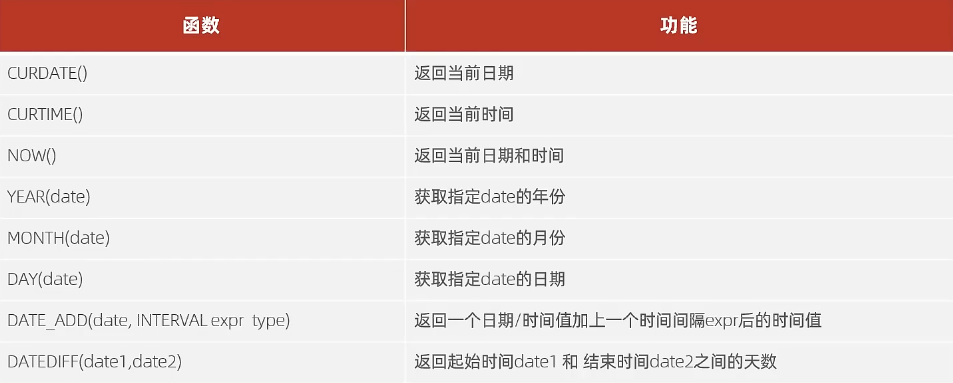 函数 功能
CURDATE() 返回当前日期
CURTIME() 返回当前时间
NOW() 返回当前日期和时间
YEAR(date) 获取指定date的年份
MONTH(date) 获取指定date的月份
DAY(date) 获取指定date的日期
DATE_ADD(date, INTERVAL expr type) 返回一个日期/时间值加上一个时间间隔expr后的时间值
DATEDIFF(date1,date2) 返回起始时间date1 和 结束时间date2之间的天数